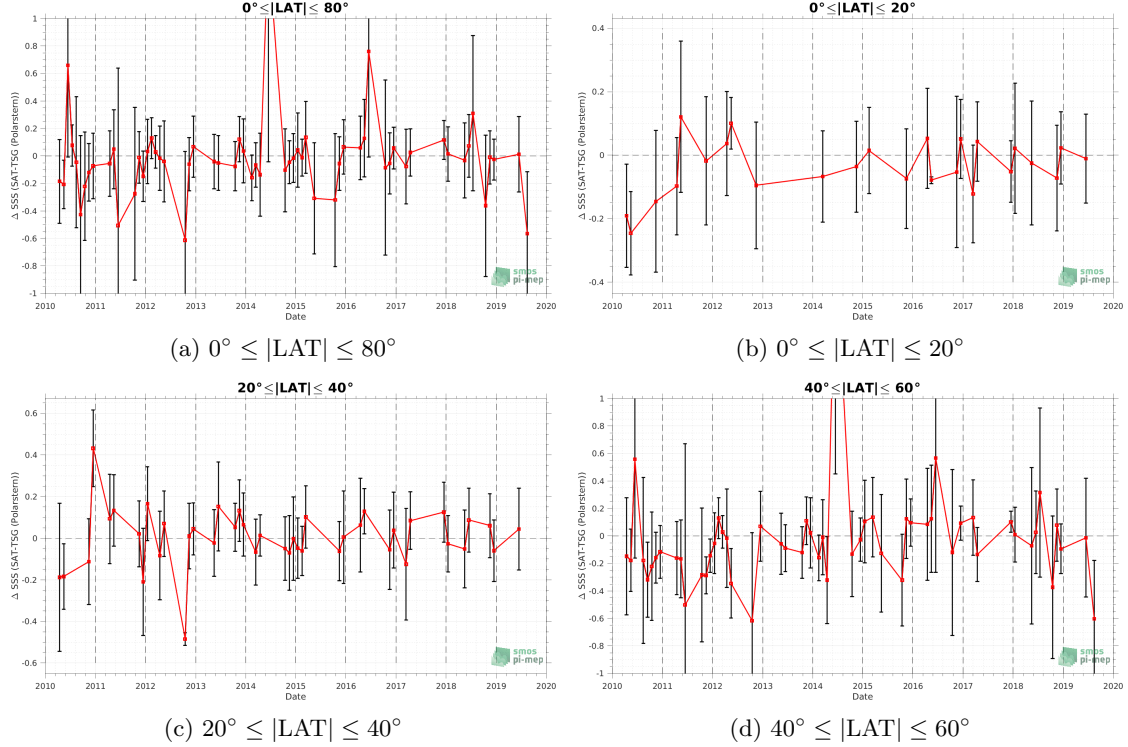 0°≤|LAT|≤ 80°
Δ SSS (SAT-TSG (Polarstern))
1
0.8
0.6
0.4
0.2
0
-0.2
-0.4
-0.6
-0.8
-1
2010 2011 2012 2013 2014 2015 2016 2017 2018 2019 2020
Date
smos
pi-mep
(a) 0° ≤ |LAT| ≤ 80°
0°≤|LAT|≤ 20°
Δ SSS (SAT-TSG (Polarstern))
0.4
0.2
0
-0.2
-0.4
2010 2011 2012 2013 2014 2015 2016 2017 2018 2019 2020
Date
smos
pi-mep
(b) 0° ≤ |LAT| ≤ 20°
20°≤|LAT|≤ 40°
Δ SSS (SAT-TSG (Polarstern))
0.6
0.4
0.2
0
-0.2
-0.4
-0.6
2010 2011 2012 2013 2014 2015 2016 2017 2018 2019 2020
Date
smos
pi-mep
(c) 20° ≤ |LAT| ≤ 40°
40°≤|LAT|≤ 60°
Δ SSS (SAT-TSG (Polarstern))
1
0.8
0.6
0.4
0.2
0
-0.2
-0.4
-0.6
-0.8
-1
2010 2011 2012 2013 2014 2015 2016 2017 2018 2019 2020
Date
smos
pi-mep
(d) 40° ≤ |LAT| ≤ 60°